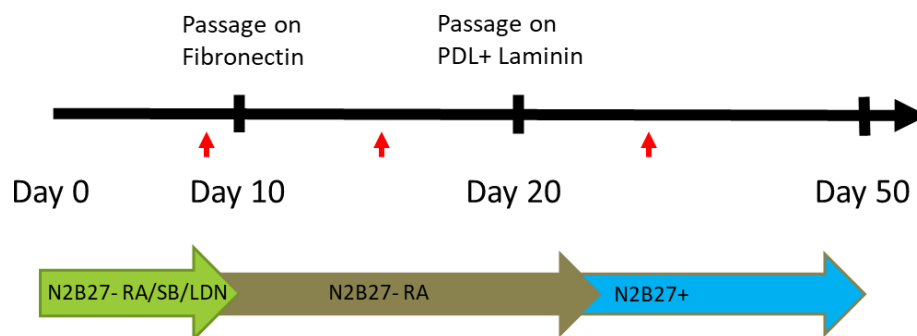 Passage on
Fibronectin
Passage on
PDL+ Laminin
Day 0
Day 10
Day 20
Day 50
N2B27- RA/SB/LDN
N2B27- RA
N2B27+